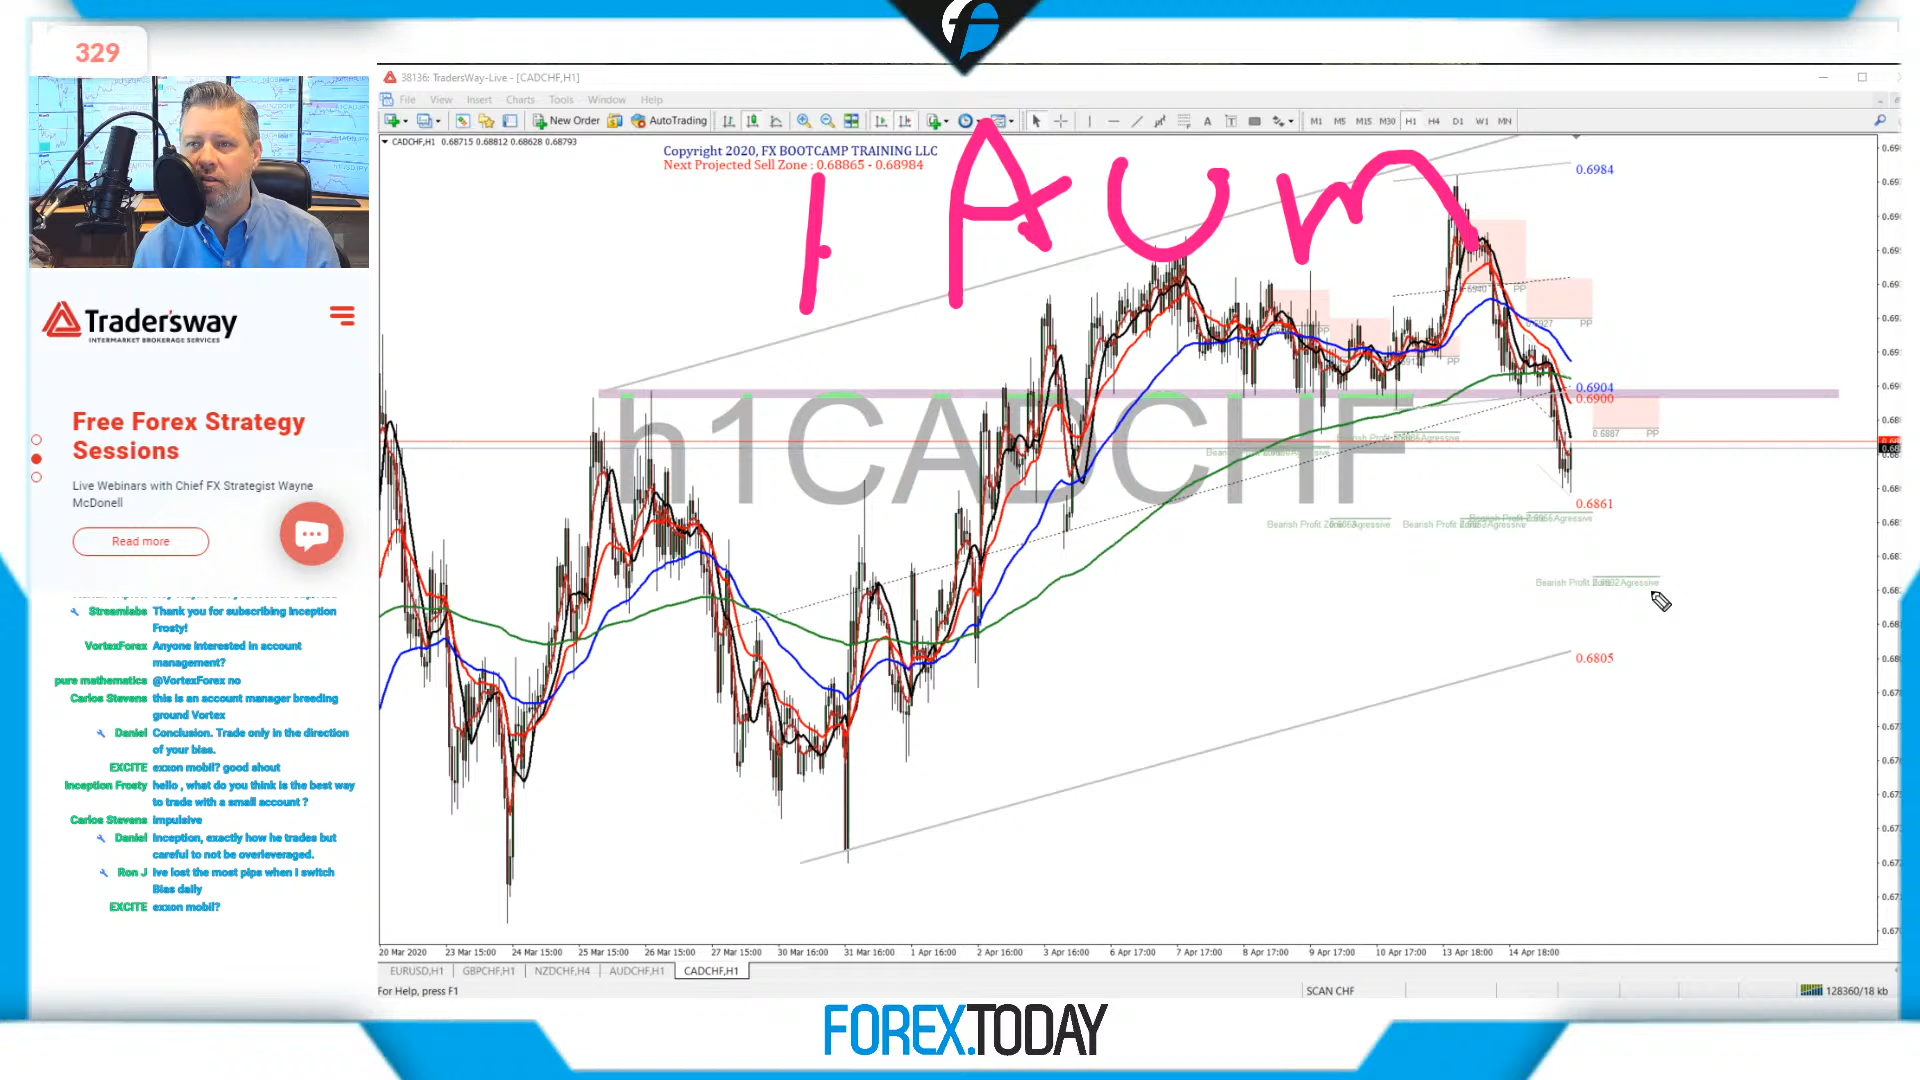 329
38136: TradersWay-Live - [CADCHF,H1]
File View Insert Charts Tools Window Help
New Order AutoTrading M1 M5 M15 M30 H1 H4 D1 W1 MN
CADCHF,H1 0.68715 0.68812 0.68628 0.68793
Copyright 2020, FX BOOTCAMP TRAINING LLC
Next Projected Sell Zone : 0.68865 - 0.68984
1 AUM
0.6984
6940 PP
0.6927 PP
PP
0.6904
0.6900
0.6887 PP
h1CADCHF
0.6861
Bearish Profit Zone
Agressive
0.6805
Tradersway
INTERMARKET BROKERAGE SERVICES
Free Forex Strategy
Sessions
Live Webinars with Chief FX Strategist Wayne
McDonell
Read more
Streamlabs Thank you for subscribing Inception
Frosty!
VortexForex Anyone interested in account
management?
pure mathematics @VortexForex no
Carlos Stevens this is an account manager breeding
ground Vortex
Daniel Conclusion. Trade only in the direction
of your bias.
EXCITE exxon mobil? good shout
Inception Frosty hello , what do you think is the best way
to trade with a small account ?
Carlos Stevens impulsive
Daniel Inception, exactly how he trades but
careful to not be overleveraged.
Ron J Ive lost the most pips when I switch
Bias daily
EXCITE exxon mobil?
20 Mar 2020 23 Mar 15:00 24 Mar 15:00 25 Mar 15:00 26 Mar 15:00 27 Mar 15:00 30 Mar 16:00 31 Mar 16:00 1 Apr 16:00 2 Apr 16:00 3 Apr 16:00 6 Apr 17:00 7 Apr 17:00 8 Apr 17:00 9 Apr 17:00 10 Apr 17:00 13 Apr 18:00 14 Apr 18:00
EURUSD,H1 GBPCHF,H1 NZDCHF,H4 AUDCHF,H1 CADCHF,H1
For Help, press F1 SCAN CHF 128360/18 kb
FOREX.TODAY